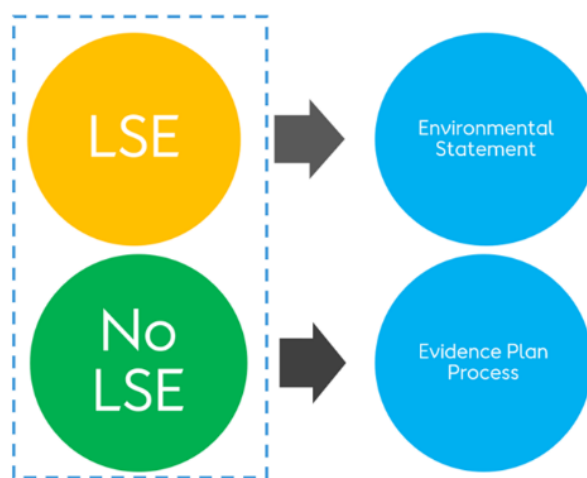 LSE
Environmental
Statement
No
LSE
Evidence Plan
Process